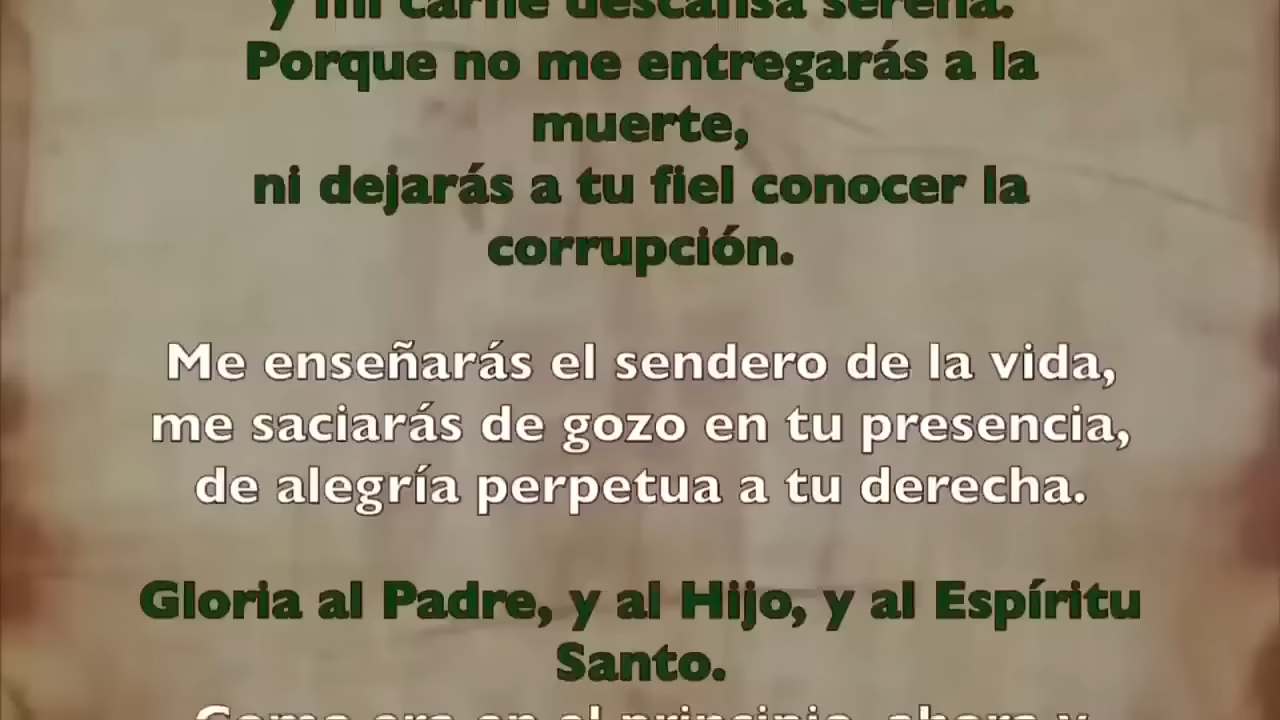 y mi carne descansa serena.
Porque no me entregarás a la
muerte,
ni dejarás a tu fiel conocer la
corrupción.
Me enseñarás el sendero de la vida,
me saciarás de gozo en tu presencia,
de alegría perpetua a tu derecha.
Gloria al Padre, y al Hijo, y al Espíritu
Santo.
Como era en el principio, ahora y